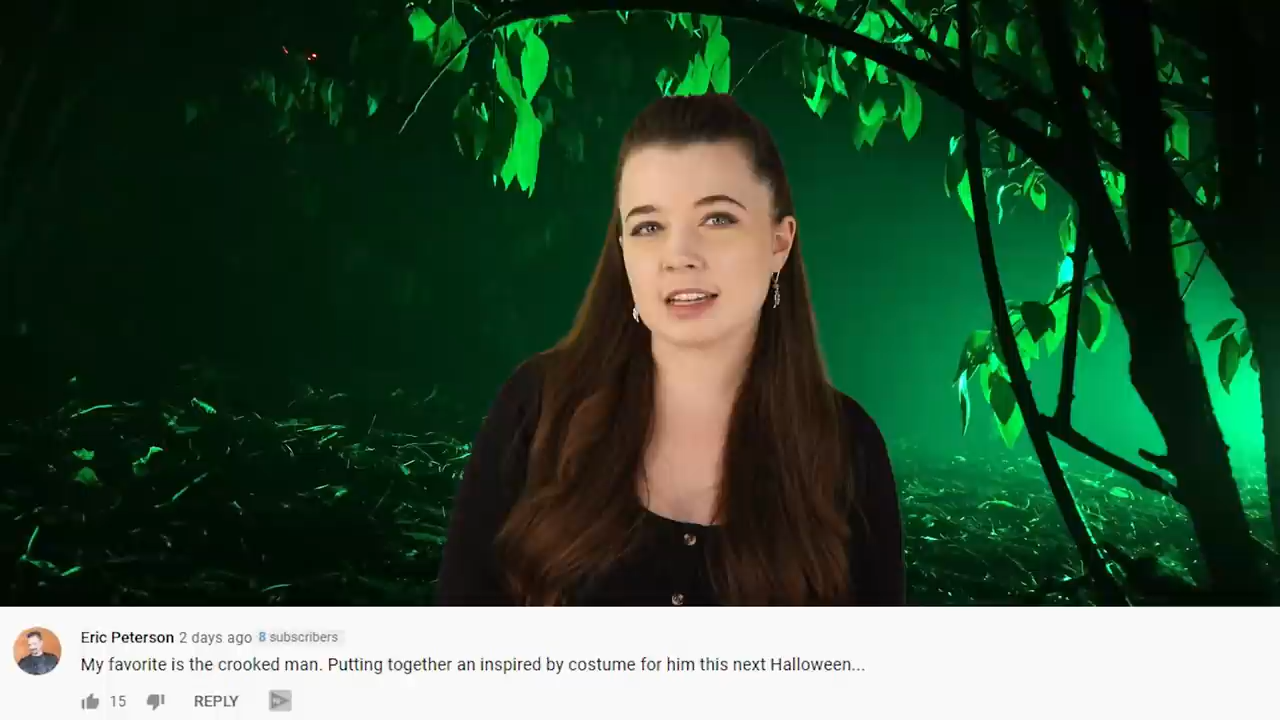 Eric Peterson 2 days ago 8 subscribers
My favorite is the crooked man. Putting together an inspired by costume for him this next Halloween...
15 REPLY